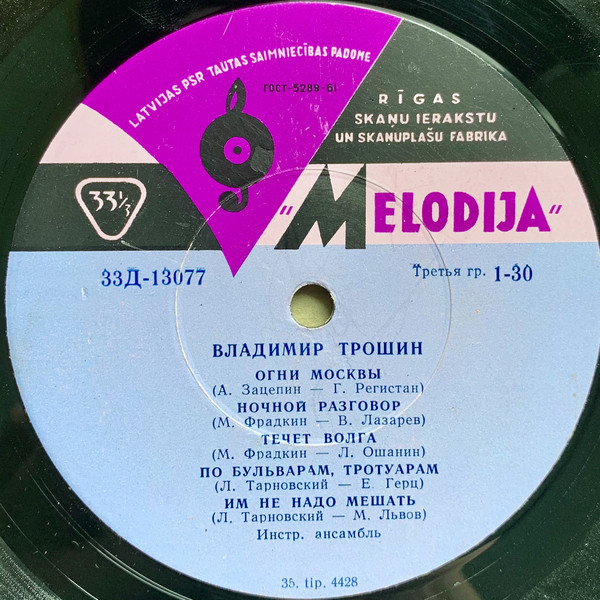 LATVIJAS PSR TAUTAS SAIMNIECĪBAS PADOME
ГОСТ-5289-61
RĪGAS
SKAŅU IERAKSTU
UN SKAŅUPLAŠU FABRIKA
33⅓
"MELODIJA"
33Д-13077
Третья гр. 1-30
ВЛАДИМИР ТРОШИН
ОГНИ МОСКВЫ
(А. Зацепин — Г. Регистан)
НОЧНОЙ РАЗГОВОР
(М. Фрадкин — В. Лазарев)
ТЕЧЕТ ВОЛГА
(М. Фрадкин — Л. Ошанин)
ПО БУЛЬВАРАМ, ТРОТУАРАМ
(Л. Тарновский — Е. Герц)
ИМ НЕ НАДО МЕШАТЬ
(Л. Тарновский — М. Львов)
Инстр. ансамбль
35. tip. 4428